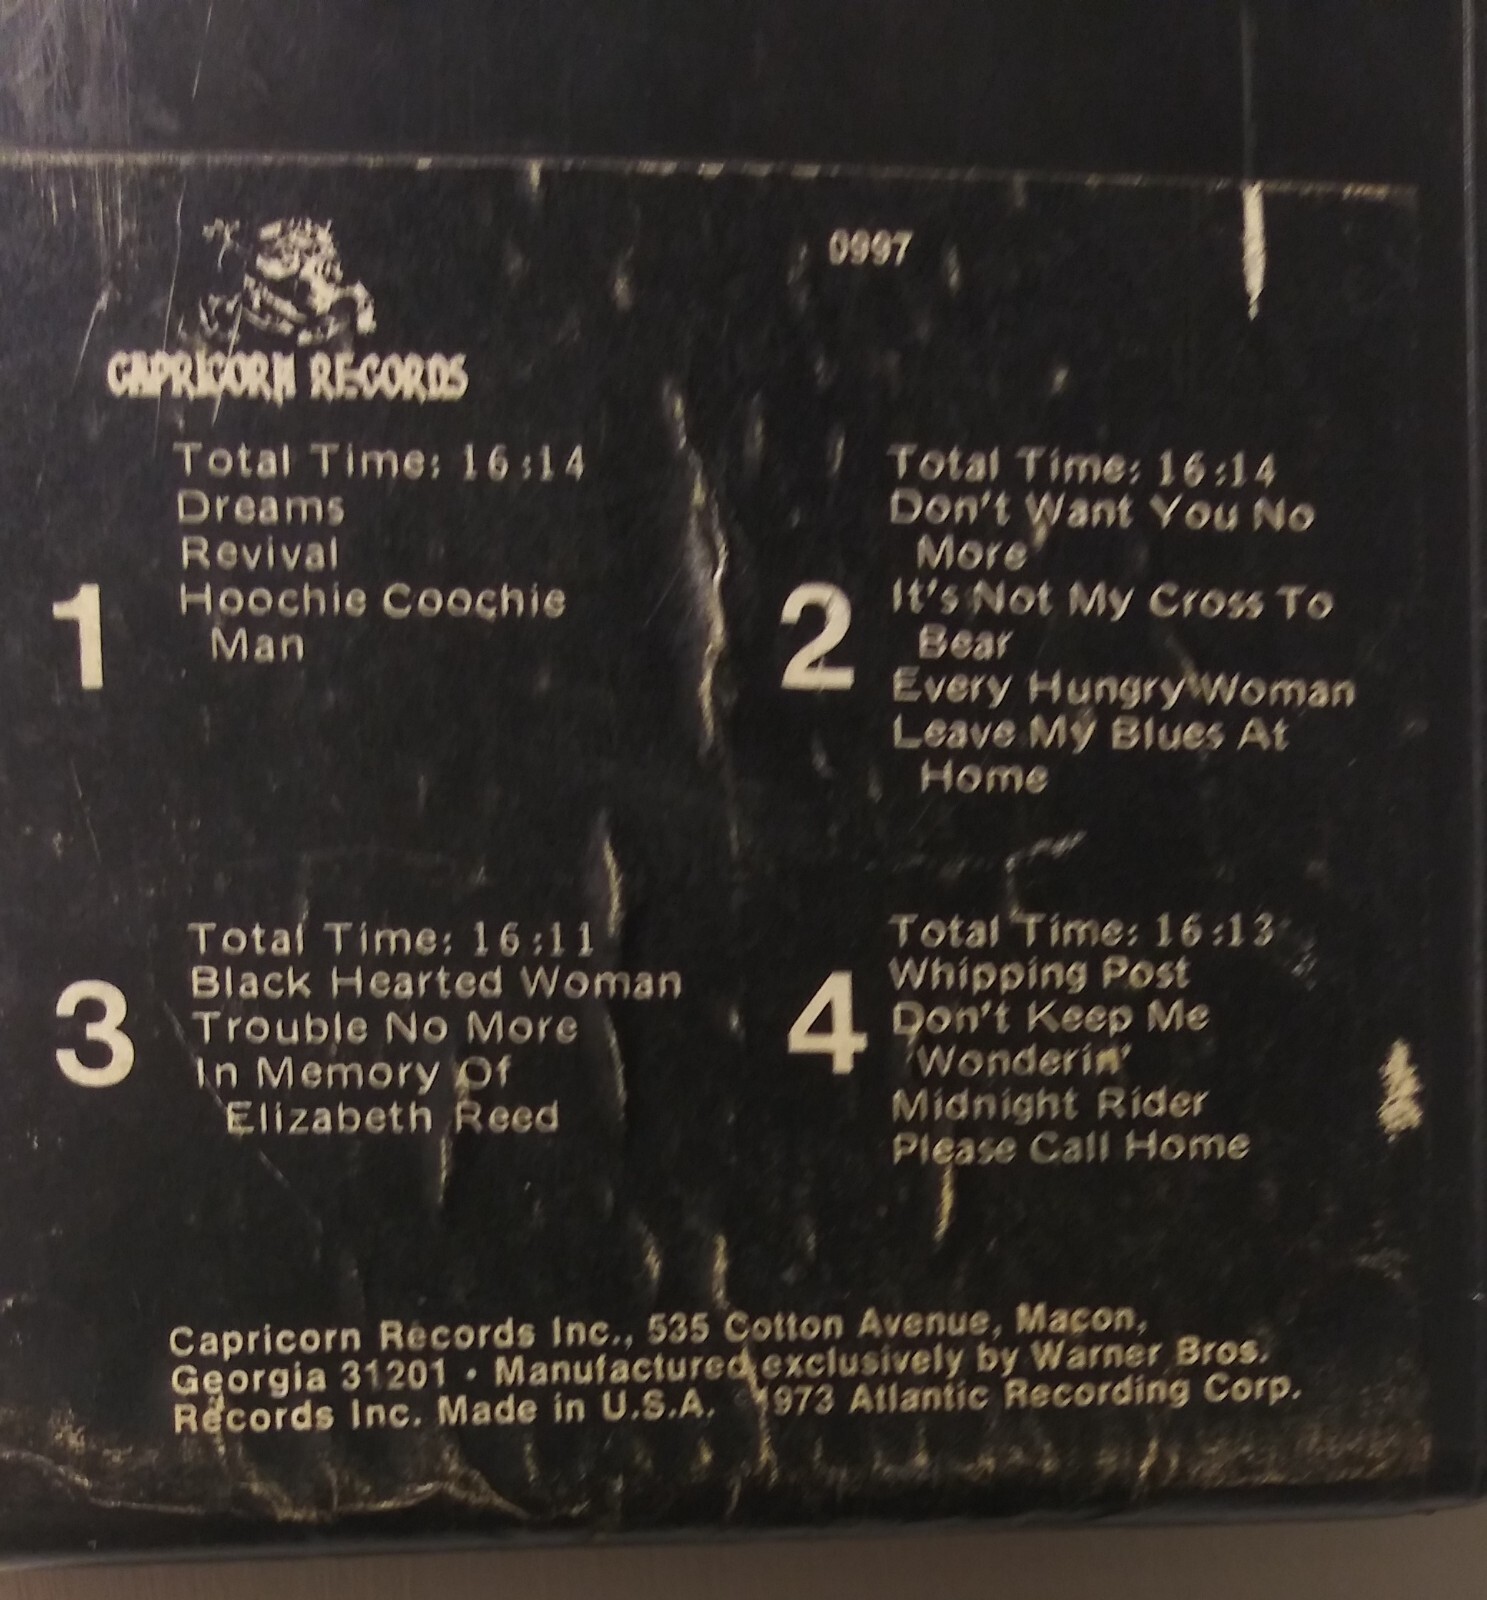 CAPRICORN RECORDS
0997
1
Total Time: 16:14
Dreams
Revival
Hoochie Coochie
Man
2
Total Time: 16:14
Don't Want You No
More
It's Not My Cross To
Bear
Every Hungry Woman
Leave My Blues At
Home
3
Total Time: 16:11
Black Hearted Woman
Trouble No More
In Memory Of
Elizabeth Reed
4
Total Time: 16:13
Whipping Post
Don't Keep Me
Wonderin'
Midnight Rider
Please Call Home
Capricorn Records Inc., 535 Cotton Avenue, Macon,
Georgia 31201 • Manufactured exclusively by Warner Bros.
Records Inc. Made in U.S.A. ©1973 Atlantic Recording Corp.